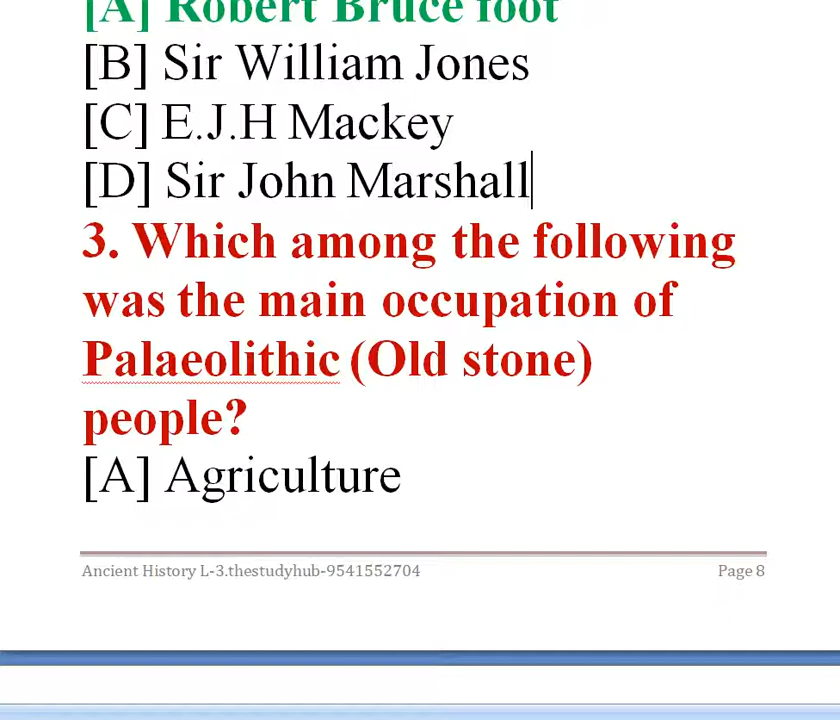 [A] Robert Bruce foot
[B] Sir William Jones
[C] E.J.H Mackey
[D] Sir John Marshall
3. Which among the following
was the main occupation of
Palaeolithic (Old stone)
people?
[A] Agriculture
Ancient History L-3.thestudyhub-9541552704 Page 8